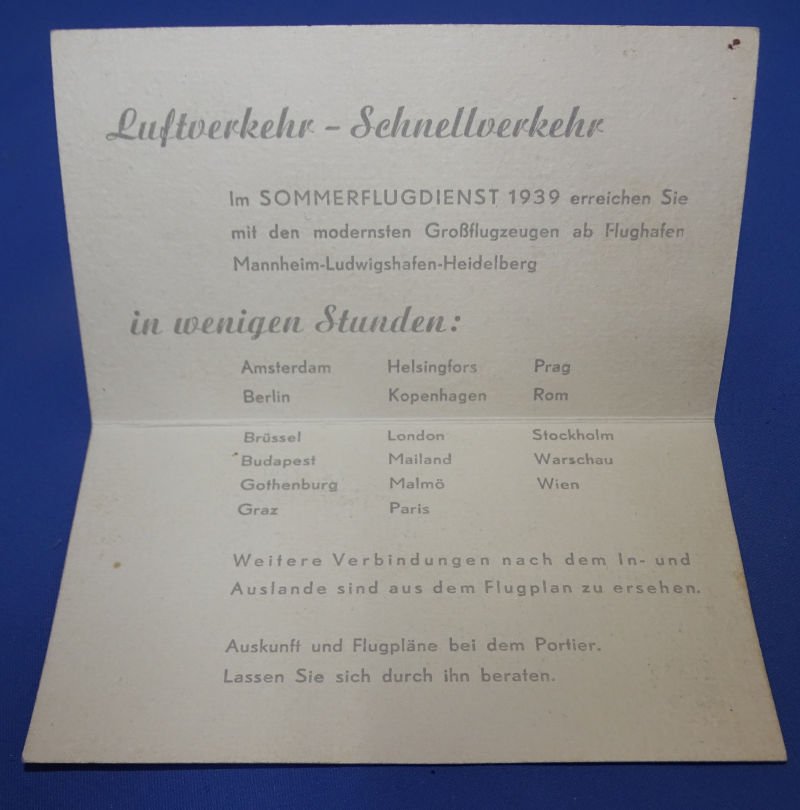 Luftverkehr – Schnellverkehr
Im SOMMERFLUGDIENST 1939 erreichen Sie
mit den modernsten Großflugzeugen ab Flughafen
Mannheim-Ludwigshafen-Heidelberg
in wenigen Stunden:
Amsterdam Helsingfors Prag
Berlin Kopenhagen Rom
Brüssel London Stockholm
Budapest Mailand Warschau
Gothenburg Malmö Wien
Graz Paris
Weitere Verbindungen nach dem In- und
Auslande sind aus dem Flugplan zu ersehen.
Auskunft und Flugpläne bei dem Portier.
Lassen Sie sich durch ihn beraten.